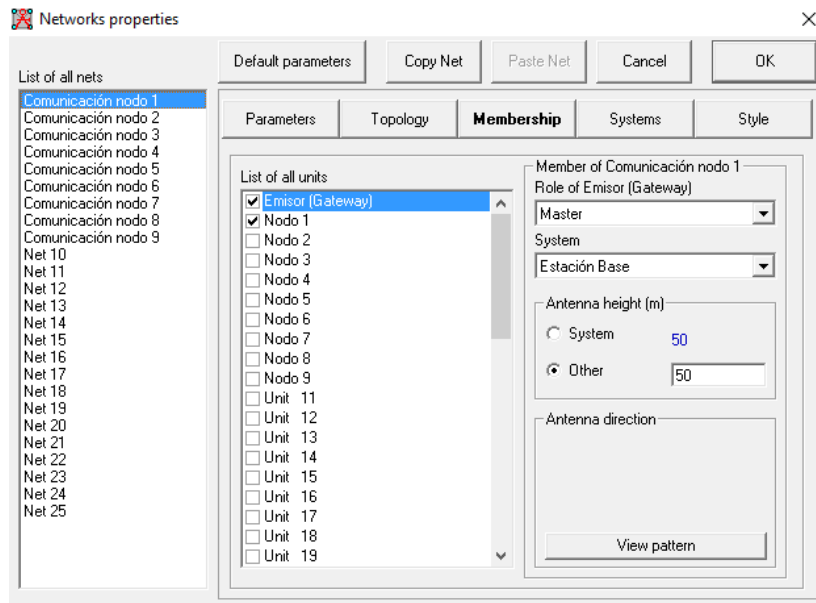 Networks properties
Default parameters
Copy Net
Paste Net
Cancel
OK
List of all nets
Comunicación nodo 1
Comunicación nodo 2
Comunicación nodo 3
Comunicación nodo 4
Comunicación nodo 5
Comunicación nodo 6
Comunicación nodo 7
Comunicación nodo 8
Comunicación nodo 9
Net 10
Net 11
Net 12
Net 13
Net 14
Net 15
Net 16
Net 17
Net 18
Net 19
Net 20
Net 21
Net 22
Net 23
Net 24
Net 25
Parameters
Topology
Membership
Systems
Style
List of all units
Emisor (Gateway)
Nodo 1
Nodo 2
Nodo 3
Nodo 4
Nodo 5
Nodo 6
Nodo 7
Nodo 8
Nodo 9
Unit 11
Unit 12
Unit 13
Unit 14
Unit 15
Unit 16
Unit 17
Unit 18
Unit 19
Member of Comunicación nodo 1
Role of Emisor (Gateway)
Master
System
Estación Base
Antenna height (m)
System 50
Other 50
Antenna direction
View pattern